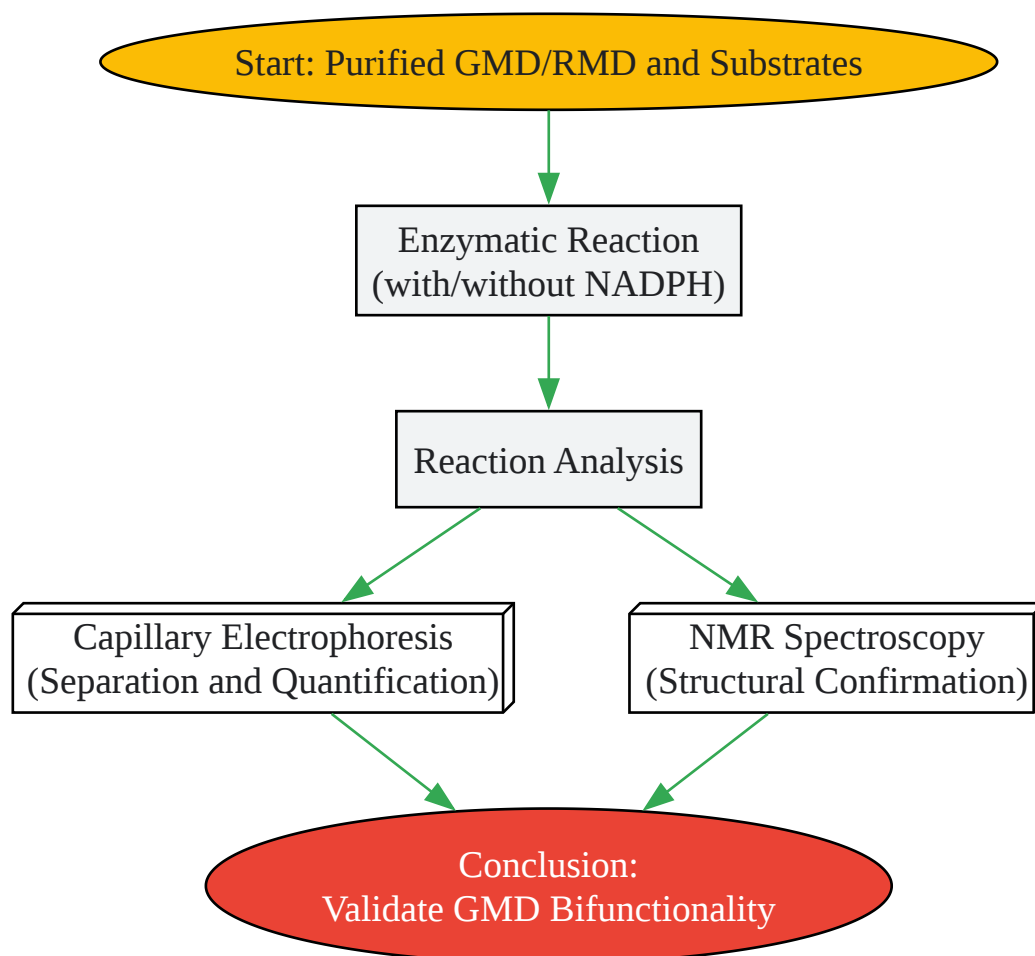 Start: Purified GMD/RMD and Substrates
Enzymatic Reaction
(with/without NADPH)
Reaction Analysis
Capillary Electrophoresis
(Separation and Quantification)
NMR Spectroscopy
(Structural Confirmation)
Conclusion:
Validate GMD Bifunctionality